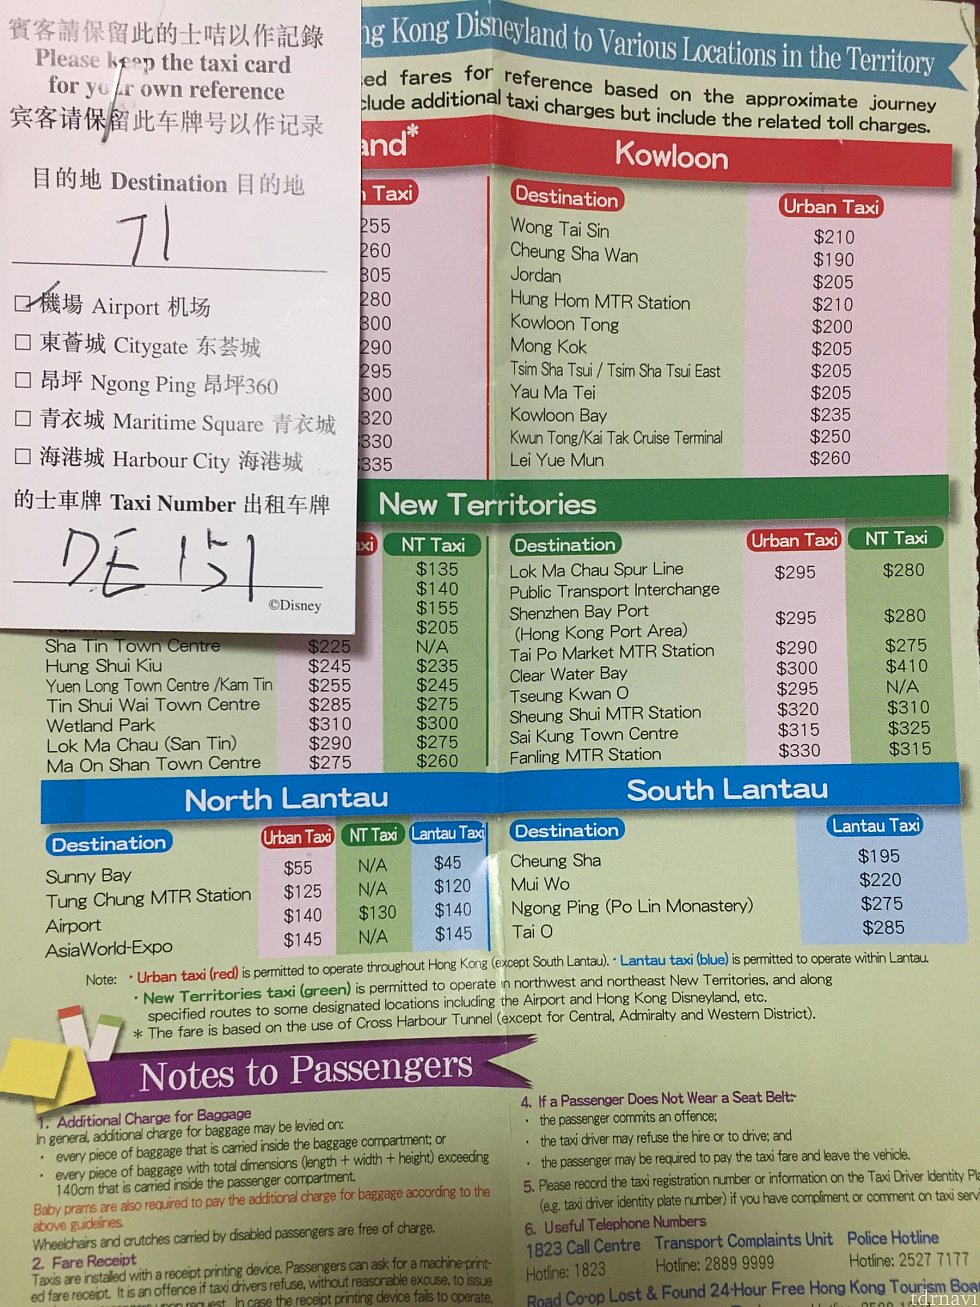 賓客請保留此的士咭以作記錄
Please keep the taxi card
for your own reference
宾客请保留此车牌号以作记录
目的地 Destination 目的地
T1
機場 Airport 机场
東薈城 Citygate 东荟城
昂坪 Ngong Ping 昂坪360
青衣城 Maritime Square 青衣城
海港城 Harbour City 海港城
的士車牌 Taxi Number 出租车牌
DE 151
©Disney
Kong Disneyland to Various Locations in the Territory
fares for reference based on the approximate journey
additional taxi charges but include the related toll charges.
Kowloon
Taxi
255
260
305
280
300
290
295
300
320
330
335
Destination Urban Taxi
Wong Tai Sin $210
Cheung Sha Wan $190
Jordan $205
Hung Hom MTR Station $210
Kowloon Tong $200
Mong Kok $205
Tsim Sha Tsui / Tsim Sha Tsui East $205
Yau Ma Tei $205
Kowloon Bay $235
Kwun Tong/Kai Tak Cruise Terminal $250
Lei Yue Mun $260
New Territories
NT Taxi
$135
$140
$155
$205
Sha Tin Town Centre $225 N/A
Hung Shui Kiu $245 $235
Yuen Long Town Centre /Kam Tin $255 $245
Tin Shui Wai Town Centre $285 $275
Wetland Park $310 $300
Lok Ma Chau (San Tin) $290 $275
Ma On Shan Town Centre $275 $260
Destination Urban Taxi NT Taxi
Lok Ma Chau Spur Line $295 $280
Public Transport Interchange
Shenzhen Bay Port $295 $280
(Hong Kong Port Area)
Tai Po Market MTR Station $290 $275
Clear Water Bay $300 $410
Tseung Kwan O $295 N/A
Sheung Shui MTR Station $320 $310
Sai Kung Town Centre $315 $325
Fanling MTR Station $330 $315
North Lantau
Destination Urban Taxi NT Taxi Lantau Taxi
Sunny Bay $55 N/A $45
Tung Chung MTR Station $125 N/A $120
Airport $140 $130 $140
AsiaWorld-Expo $145 N/A $145
South Lantau
Destination Lantau Taxi
Cheung Sha $195
Mui Wo $220
Ngong Ping (Po Lin Monastery) $275
Tai O $285
Note: · Urban taxi (red) is permitted to operate throughout Hong Kong (except South Lantau). · Lantau taxi (blue) is permitted to operate within Lantau.
· New Territories taxi (green) is permitted to operate in northwest and northeast New Territories, and along
specified routes to some designated locations including the Airport and Hong Kong Disneyland, etc.
* The fare is based on the use of Cross Harbour Tunnel (except for Central, Admiralty and Western District).
Notes to Passengers
1. Additional Charge for Baggage
In general, additional charge for baggage may be levied on:
· every piece of baggage that is carried inside the baggage compartment; or
· every piece of baggage with total dimensions (length + width + height) exceeding
140cm that is carried inside the passenger compartment.
Baby prams are also required to pay the additional charge for baggage according to the
above guidelines.
Wheelchairs and crutches carried by disabled passengers are free of charge.
2. Fare Receipt
Taxis are installed with a receipt printing device. Passengers can ask for a machine-print-
ed fare receipt. It is an offence if taxi drivers refuse, without reasonable excuse, to issue
request. In case the receipt printing device fails to operate,
4. If a Passenger Does Not Wear a Seat Belt:-
· the passenger commits an offence;
· the taxi driver may refuse the hire or to drive; and
· the passenger may be required to pay the taxi fare and leave the vehicle.
5. Please record the taxi registration number or information on the Taxi Driver Identity
(e.g. taxi driver identity plate number) if you have compliment or comment on taxi
6. Useful Telephone Numbers
1823 Call Centre Transport Complaints Unit Police Hotline
Hotline: 1823 Hotline: 2889 9999 Hotline: 2527 7177
Road Co-op Lost & Found 24-Hour Free Hong Kong Tourism
tdrnavi